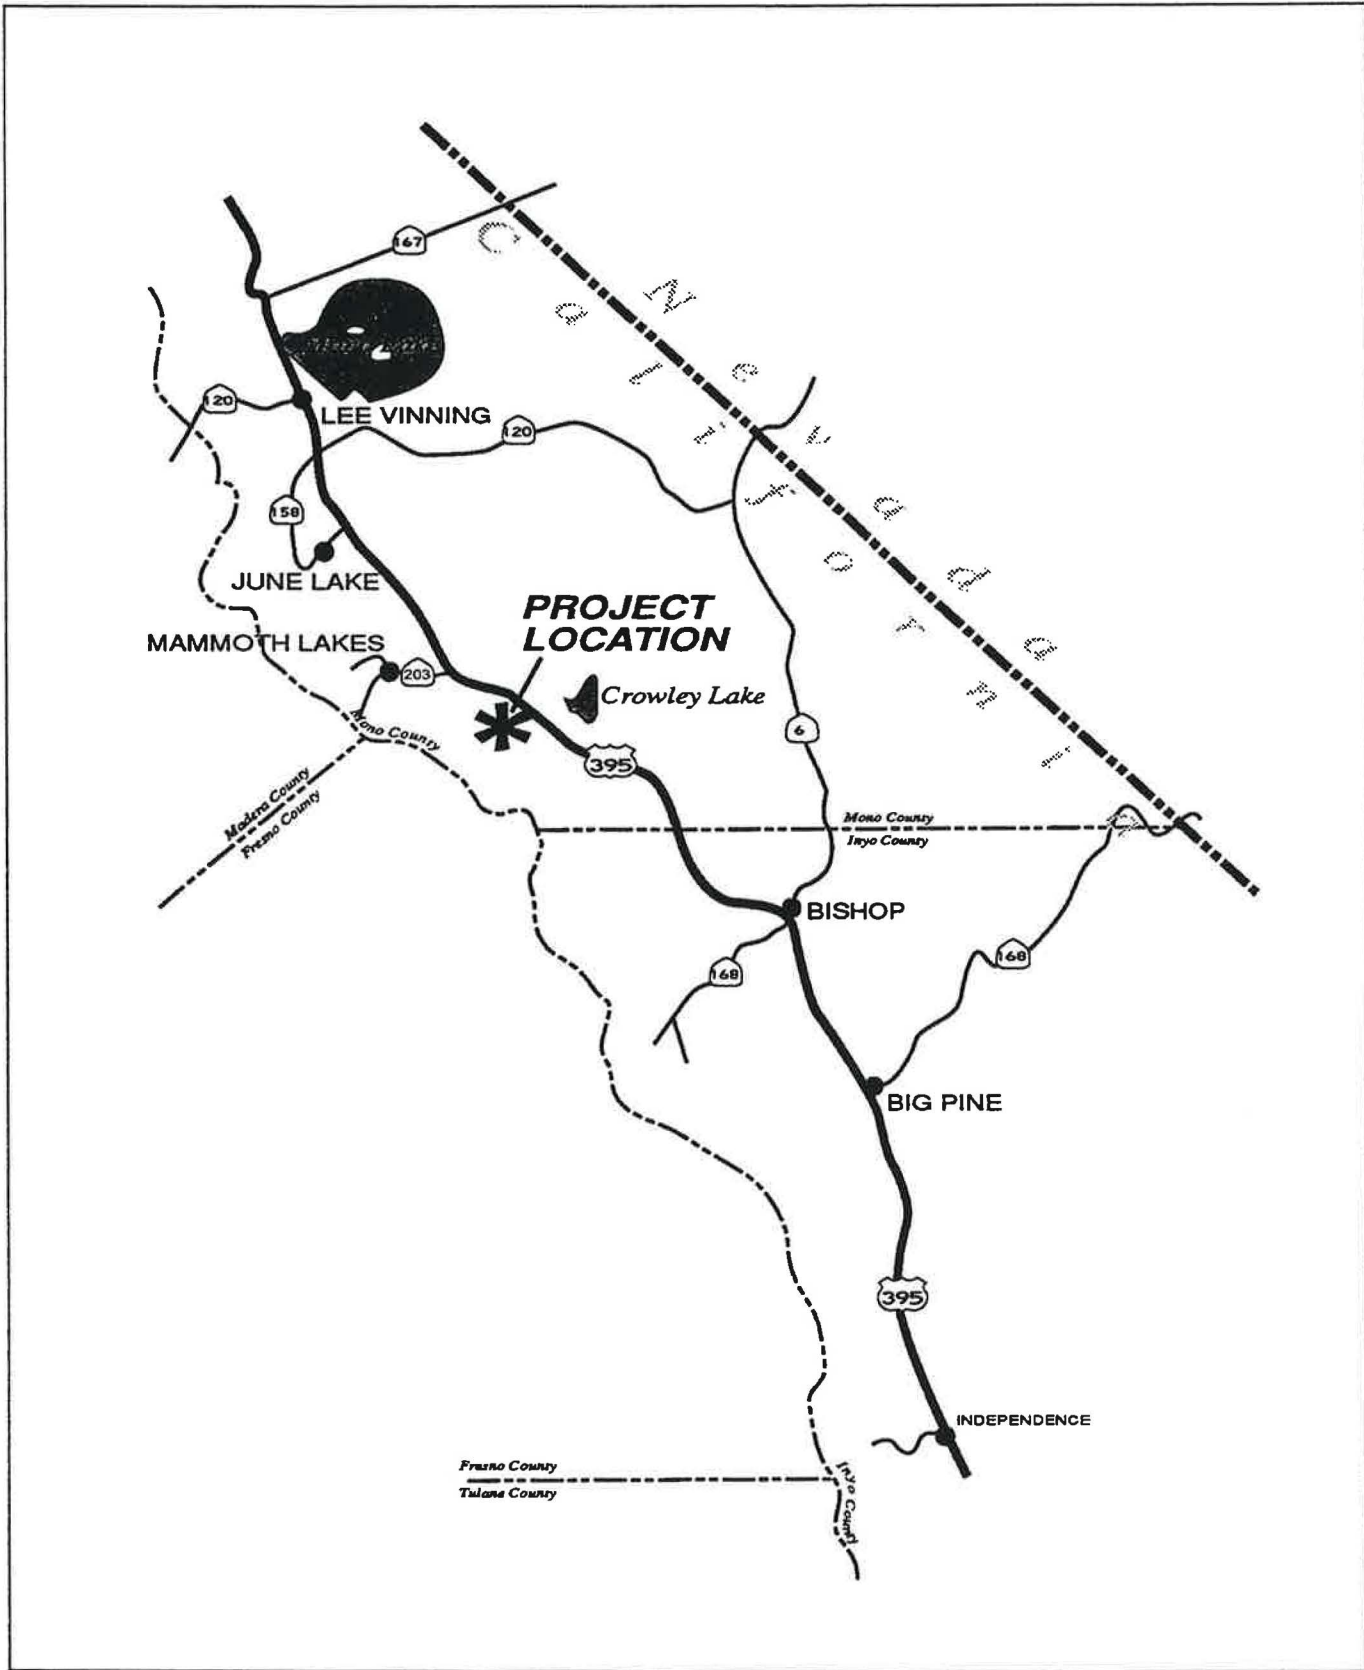 167
Nevada
California
Mono Lake
120
LEE VINNING
120
158
JUNE LAKE
PROJECT
LOCATION
MAMMOTH LAKES
203
Crowley Lake
Mono County
6
395
Madera County
Fresno County
Mono County
Inyo County
BISHOP
168
168
BIG PINE
395
INDEPENDENCE
Fresno County
Tulare County
Inyo County